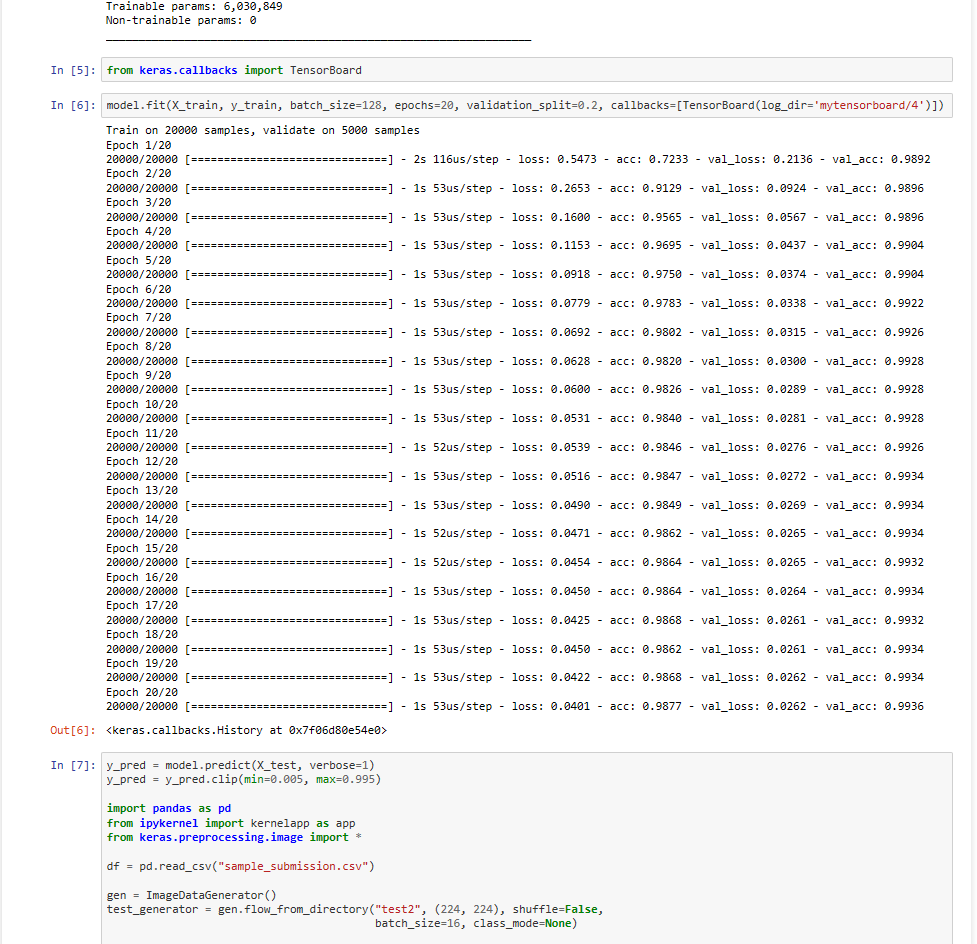 Trainable params: 6,030,849
Non-trainable params: 0
_________________________________________________________________
In [5]: from keras.callbacks import TensorBoard
In [6]: model.fit(X_train, y_train, batch_size=128, epochs=20, validation_split=0.2, callbacks=[TensorBoard(log_dir='mytensorboard/4')])
Train on 20000 samples, validate on 5000 samples
Epoch 1/20
20000/20000 [==============================] - 2s 116us/step - loss: 0.5473 - acc: 0.7233 - val_loss: 0.2136 - val_acc: 0.9892
Epoch 2/20
20000/20000 [==============================] - 1s 53us/step - loss: 0.2653 - acc: 0.9129 - val_loss: 0.0924 - val_acc: 0.9896
Epoch 3/20
20000/20000 [==============================] - 1s 53us/step - loss: 0.1600 - acc: 0.9565 - val_loss: 0.0567 - val_acc: 0.9896
Epoch 4/20
20000/20000 [==============================] - 1s 53us/step - loss: 0.1153 - acc: 0.9695 - val_loss: 0.0437 - val_acc: 0.9904
Epoch 5/20
20000/20000 [==============================] - 1s 53us/step - loss: 0.0918 - acc: 0.9750 - val_loss: 0.0374 - val_acc: 0.9904
Epoch 6/20
20000/20000 [==============================] - 1s 53us/step - loss: 0.0779 - acc: 0.9783 - val_loss: 0.0338 - val_acc: 0.9922
Epoch 7/20
20000/20000 [==============================] - 1s 53us/step - loss: 0.0692 - acc: 0.9802 - val_loss: 0.0315 - val_acc: 0.9926
Epoch 8/20
20000/20000 [==============================] - 1s 53us/step - loss: 0.0628 - acc: 0.9820 - val_loss: 0.0300 - val_acc: 0.9928
Epoch 9/20
20000/20000 [==============================] - 1s 53us/step - loss: 0.0600 - acc: 0.9826 - val_loss: 0.0289 - val_acc: 0.9928
Epoch 10/20
20000/20000 [==============================] - 1s 53us/step - loss: 0.0531 - acc: 0.9840 - val_loss: 0.0281 - val_acc: 0.9928
Epoch 11/20
20000/20000 [==============================] - 1s 52us/step - loss: 0.0539 - acc: 0.9846 - val_loss: 0.0276 - val_acc: 0.9926
Epoch 12/20
20000/20000 [==============================] - 1s 53us/step - loss: 0.0516 - acc: 0.9847 - val_loss: 0.0272 - val_acc: 0.9934
Epoch 13/20
20000/20000 [==============================] - 1s 53us/step - loss: 0.0490 - acc: 0.9849 - val_loss: 0.0269 - val_acc: 0.9934
Epoch 14/20
20000/20000 [==============================] - 1s 52us/step - loss: 0.0471 - acc: 0.9862 - val_loss: 0.0265 - val_acc: 0.9934
Epoch 15/20
20000/20000 [==============================] - 1s 52us/step - loss: 0.0454 - acc: 0.9864 - val_loss: 0.0265 - val_acc: 0.9932
Epoch 16/20
20000/20000 [==============================] - 1s 53us/step - loss: 0.0450 - acc: 0.9864 - val_loss: 0.0264 - val_acc: 0.9934
Epoch 17/20
20000/20000 [==============================] - 1s 53us/step - loss: 0.0425 - acc: 0.9868 - val_loss: 0.0261 - val_acc: 0.9932
Epoch 18/20
20000/20000 [==============================] - 1s 53us/step - loss: 0.0450 - acc: 0.9862 - val_loss: 0.0261 - val_acc: 0.9934
Epoch 19/20
20000/20000 [==============================] - 1s 53us/step - loss: 0.0422 - acc: 0.9868 - val_loss: 0.0262 - val_acc: 0.9934
Epoch 20/20
20000/20000 [==============================] - 1s 53us/step - loss: 0.0401 - acc: 0.9877 - val_loss: 0.0262 - val_acc: 0.9936
Out[6]: <keras.callbacks.History at 0x7f06d80e54e0>
In [7]: y_pred = model.predict(X_test, verbose=1)
y_pred = y_pred.clip(min=0.005, max=0.995)
import pandas as pd
from ipykernel import kernelapp as app
from keras.preprocessing.image import *
df = pd.read_csv("sample_submission.csv")
gen = ImageDataGenerator()
test_generator = gen.flow_from_directory("test2", (224, 224), shuffle=False,
batch_size=16, class_mode=None)